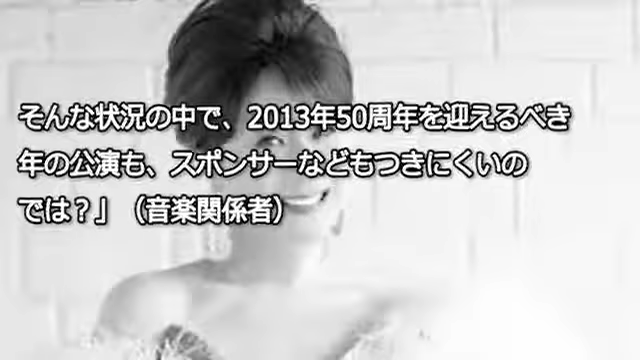 そんな状況の中で、2013年50周年を迎えるべき
年の公演も、スポンサーなどもつきにくいの
では？」（音楽関係者）